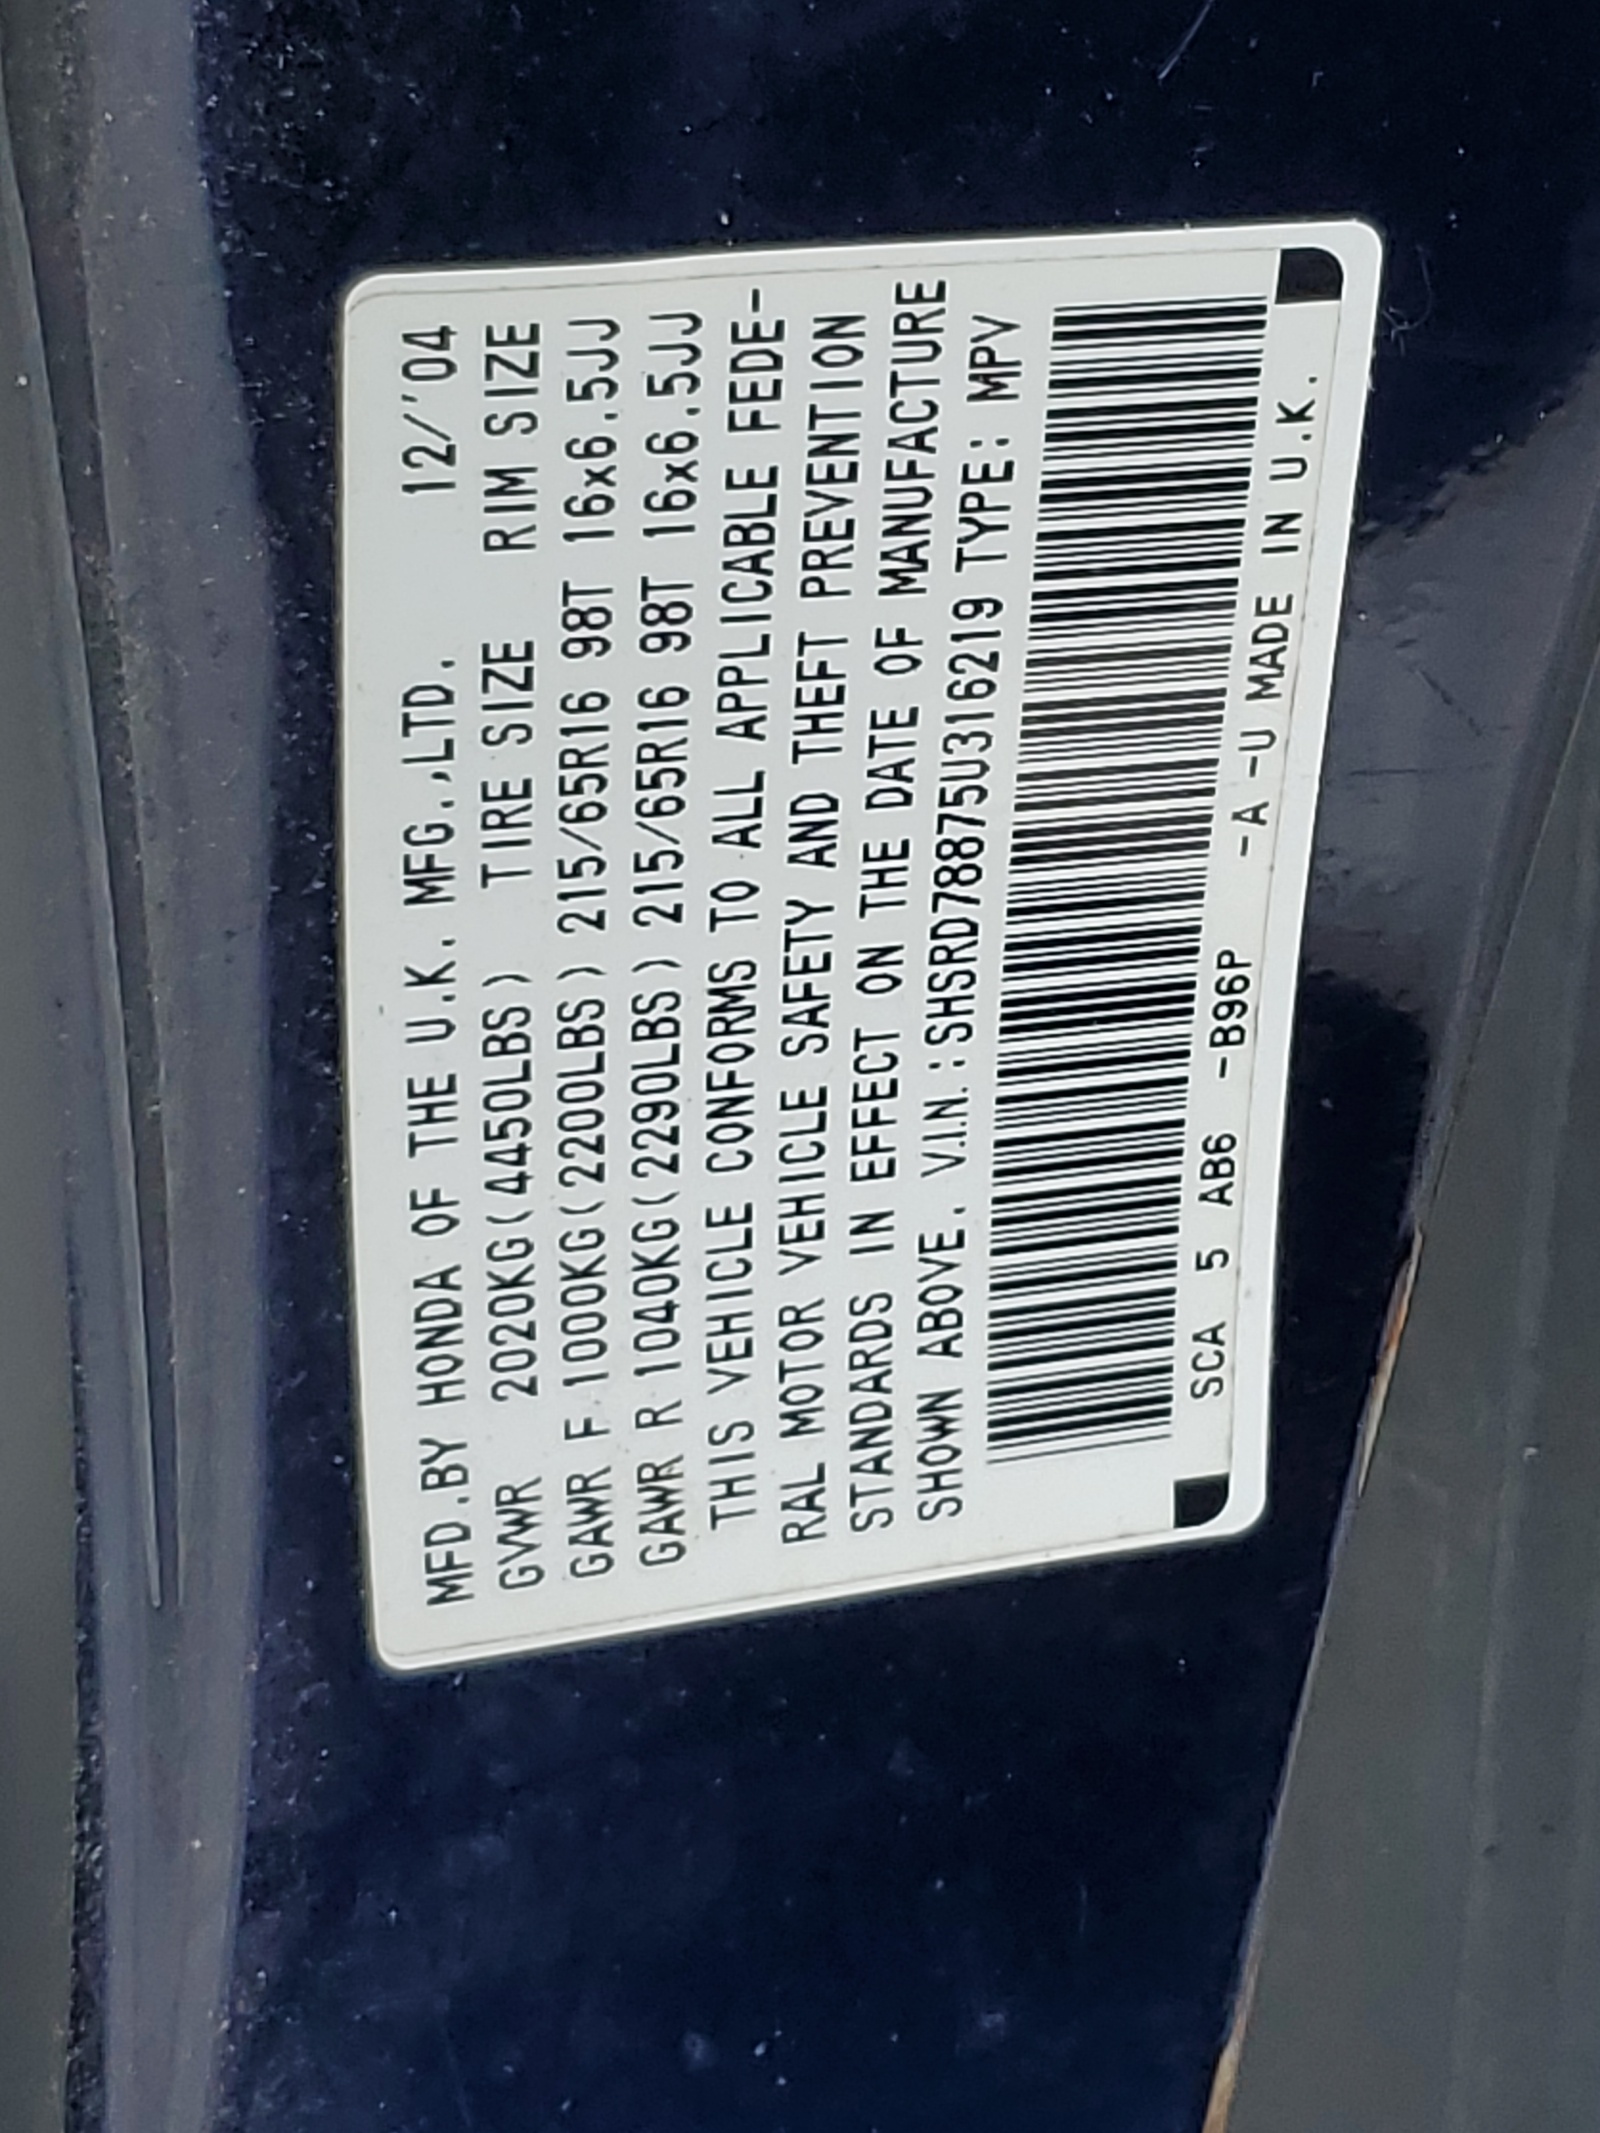 MFD.BY HONDA OF THE U.K. MFG.,LTD. 12/'04
GVWR 2020KG(4450LBS) TIRE SIZE RIM SIZE
GAWR F 1000KG(2200LBS) 215/65R16 98T 16x6.5JJ
GAWR R 1040KG(2290LBS) 215/65R16 98T 16x6.5JJ
THIS VEHICLE CONFORMS TO ALL APPLICABLE FEDE-
RAL MOTOR VEHICLE SAFETY AND THEFT PREVENTION
STANDARDS IN EFFECT ON THE DATE OF MANUFACTURE
SHOWN ABOVE. V.I.N.:SHSRD78875U316219 TYPE: MPV
SCA 5 AB6 -B96P -A -U MADE IN U.K.